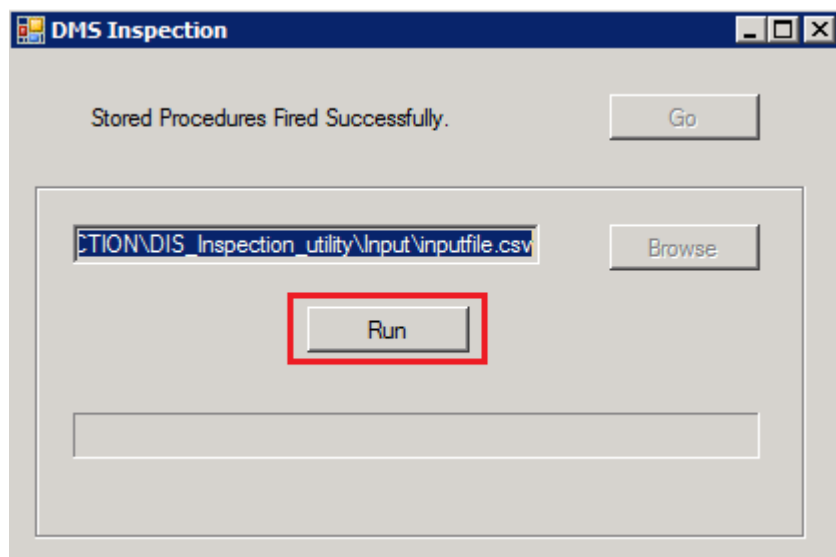 DMS Inspection
Stored Procedures Fired Successfully. Go
CTION\DIS_Inspection_utility\Input\inputfile.csv Browse
Run